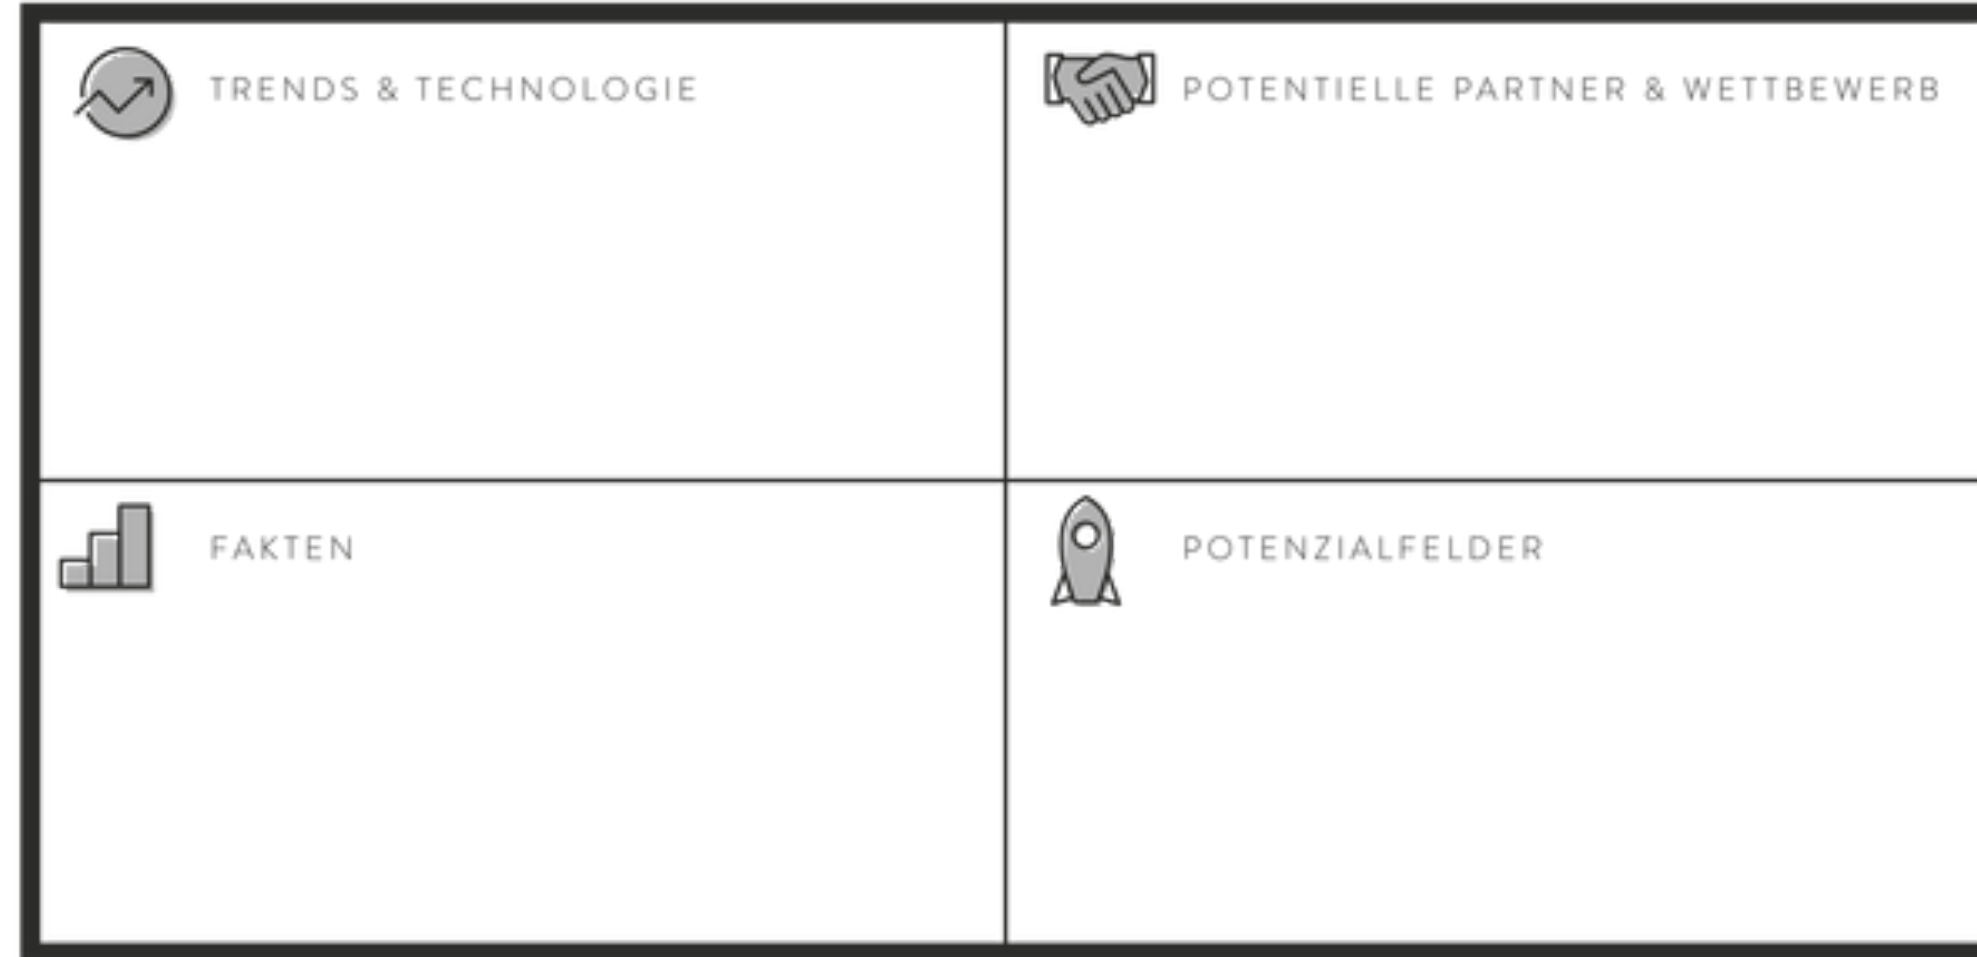 TRENDS & TECHNOLOGIE
POTENTIELLE PARTNER & WETTBEWERB
FAKTEN
POTENZIALFELDER